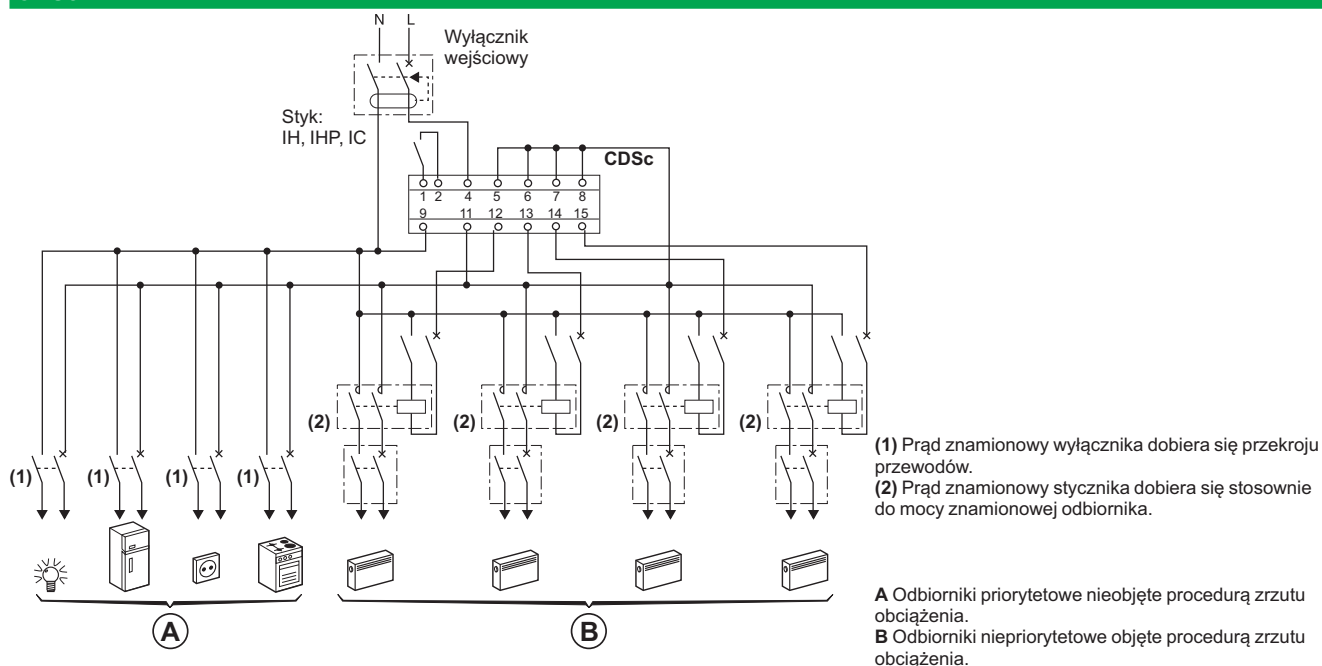 N L
Wyłącznik
wejściowy
Styk:
IH, IHP, IC
CDSc
1 2 4 5 6 7 8
9 11 12 13 14 15
(2) (2) (2) (2)
(1) (1) (1) (1)
(1) Prąd znamionowy wyłącznika dobiera się przekroju
przewodów.
(2) Prąd znamionowy stycznika dobiera się stosownie
do mocy znamionowej odbiornika.
A B
A Odbiorniki priorytetowe nieobjęte procedurą zrzutu
obciążenia.
B Odbiorniki niepriorytetowe objęte procedurą zrzutu
obciążenia.